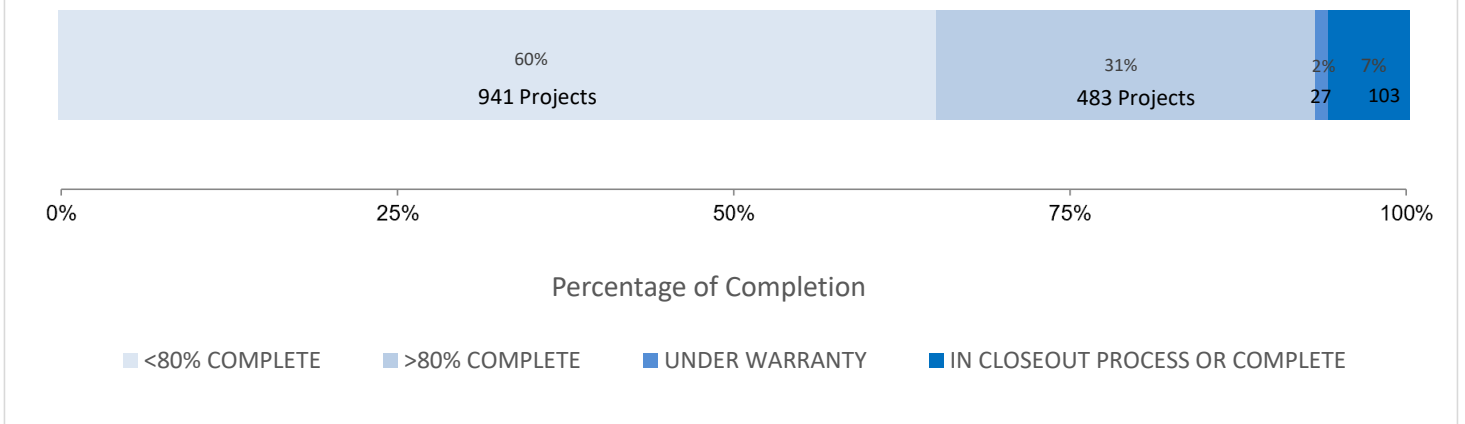 60% 31% 2% 7%
941 Projects 483 Projects 27 103
0% 25% 50% 75% 100%
Percentage of Completion
<80% COMPLETE >80% COMPLETE UNDER WARRANTY IN CLOSEOUT PROCESS OR COMPLETE